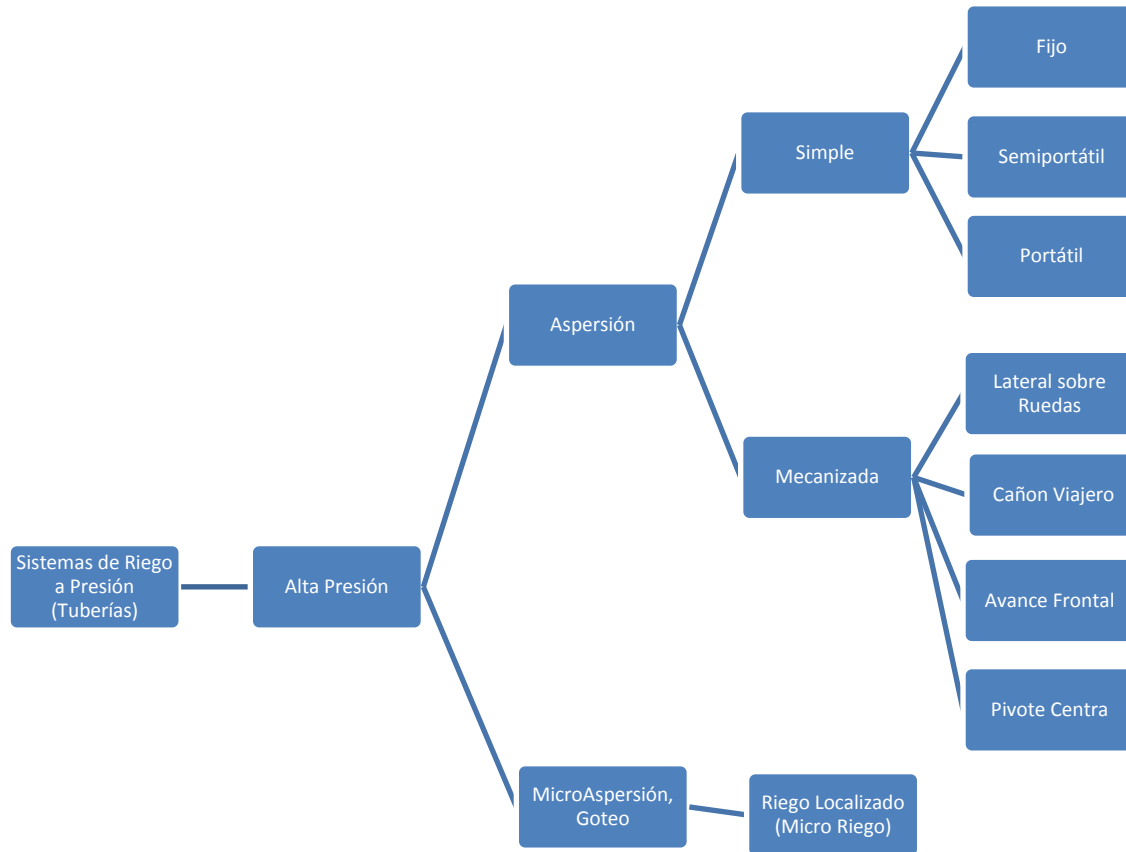 Fijo
Simple
Semiportátil
Portátil
Aspersión
Lateral sobre
Ruedas
Mecanizada
Cañon Viajero
Sistemas de Riego
a Presión
(Tuberías)
Alta Presión
Avance Frontal
Pivote Centra
MicroAspersión,
Goteo
Riego Localizado
(Micro Riego)